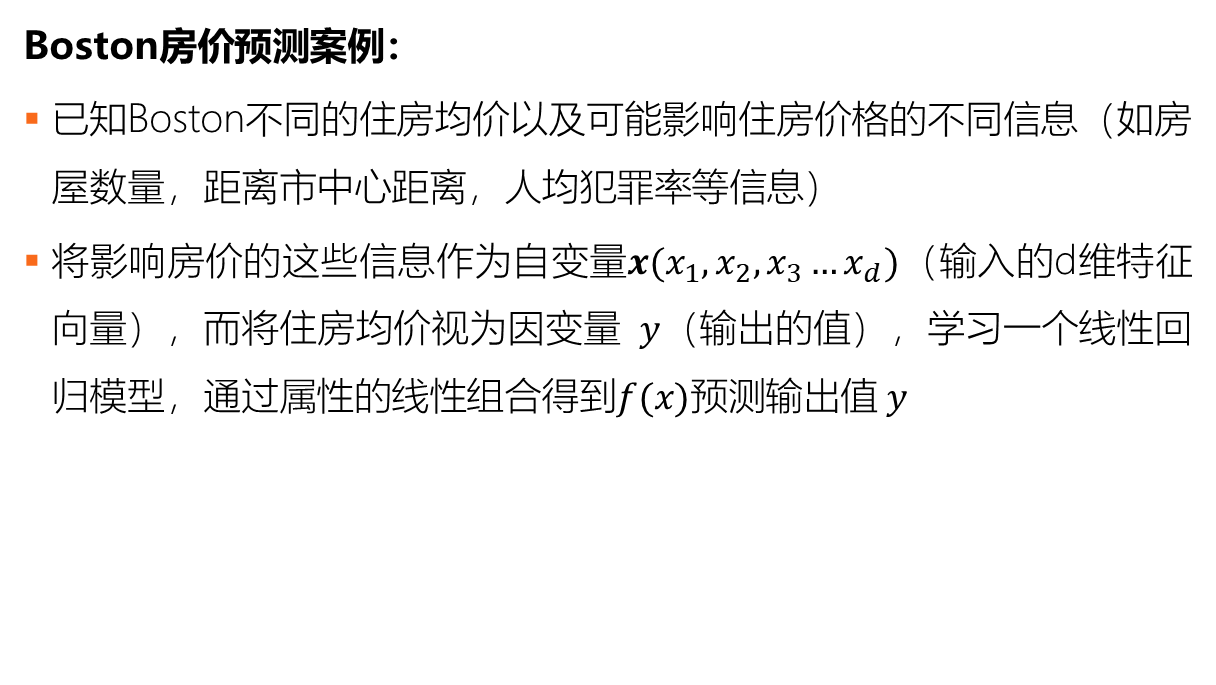 Boston房价预测案例：
▪ 已知Boston不同的住房均价以及可能影响住房价格的不同信息（如房
屋数量，距离市中心距离，人均犯罪率等信息）
▪ 将影响房价的这些信息作为自变量𝒙(𝑥₁, 𝑥₂, 𝑥₃ … 𝑥_𝑑)（输入的d维特征
向量），而将住房均价视为因变量 𝑦（输出的值），学习一个线性回
归模型，通过属性的线性组合得到𝑓(𝑥)预测输出值 𝑦